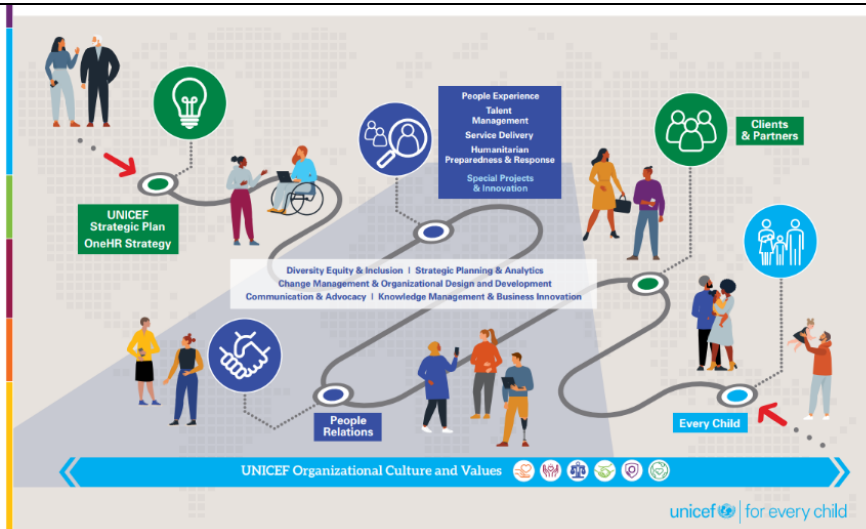 People Experience
Talent
Management
Service Delivery
Humanitarian
Preparedness & Response
Special Projects
& Innovation
Clients
& Partners
UNICEF
Strategic Plan
OneHR Strategy
Diversity Equity & Inclusion | Strategic Planning & Analytics
Change Management & Organizational Design and Development
Communication & Advocacy | Knowledge Management & Business Innovation
People
Relations
Every Child
UNICEF Organizational Culture and Values
unicef | for every child